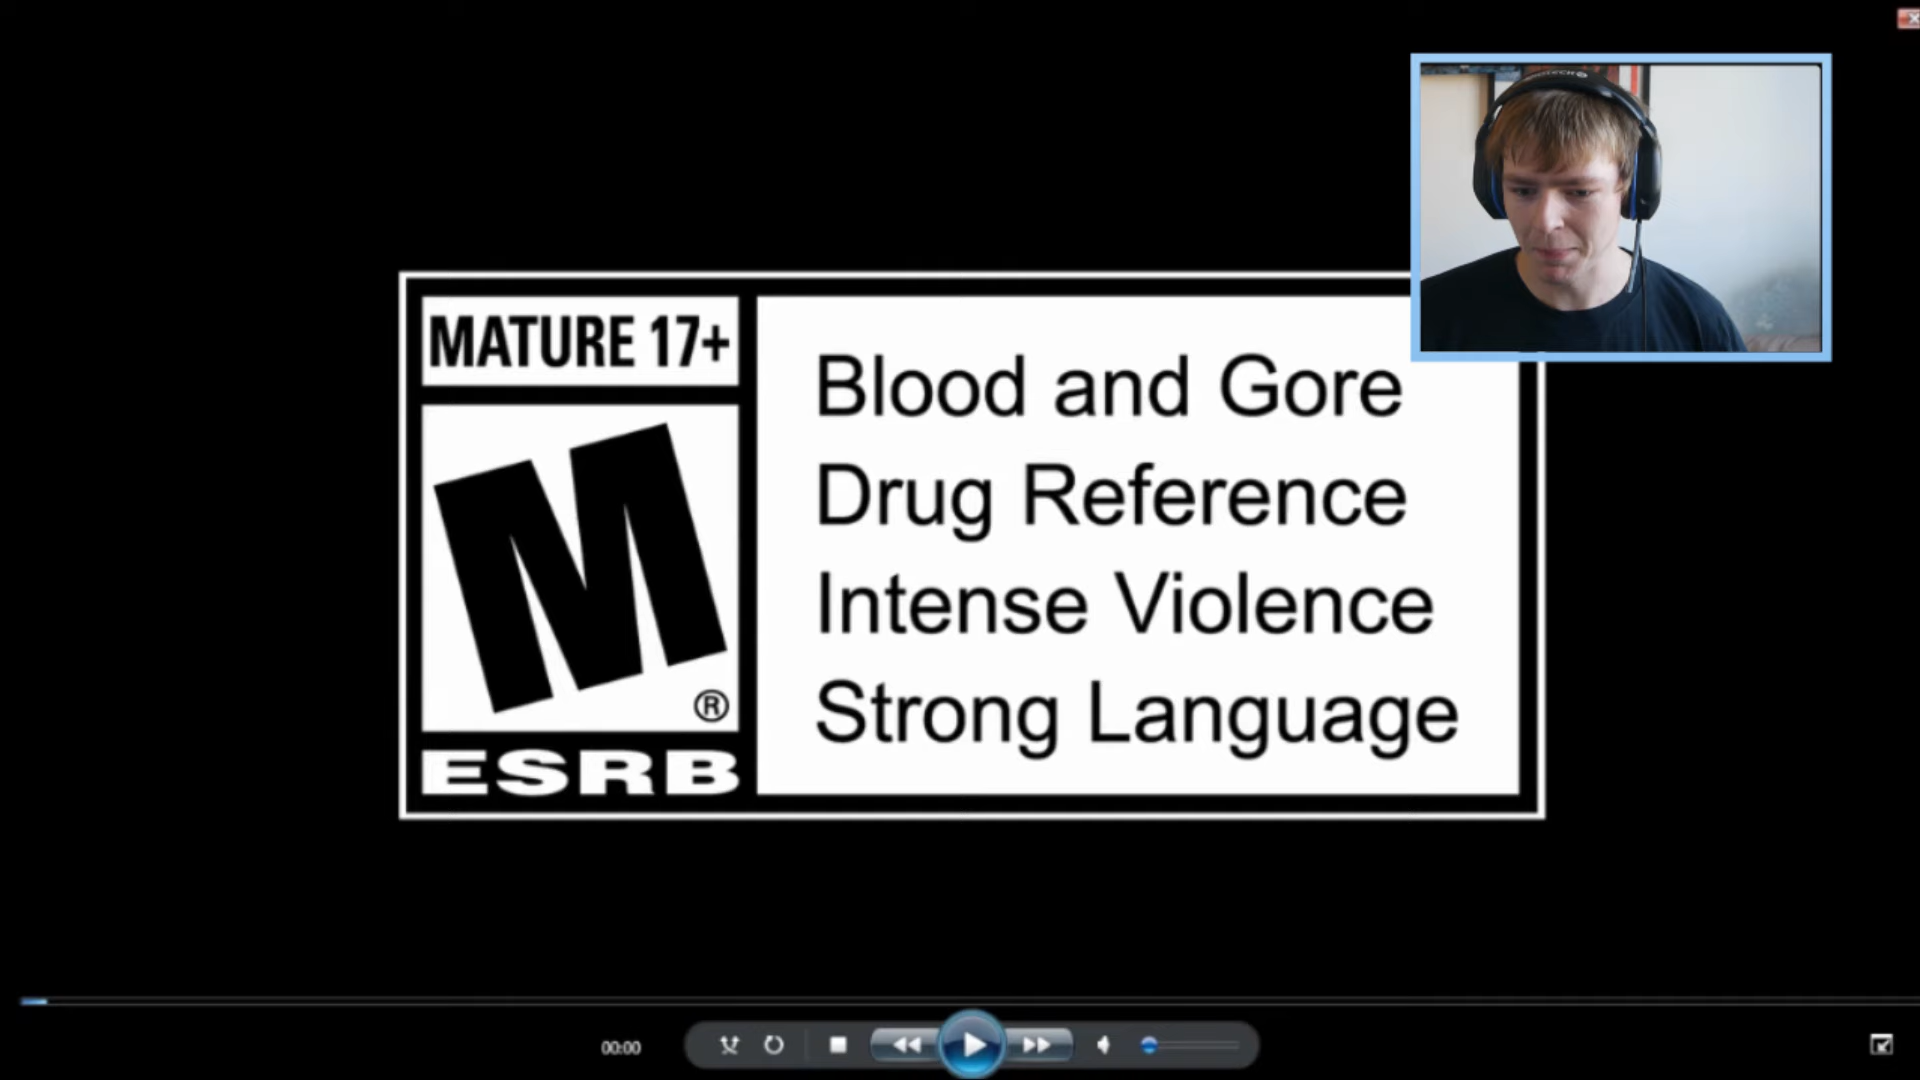 MATURE 17+
M
®
ESRB
Blood and Gore
Drug Reference
Intense Violence
Strong Language
00:00